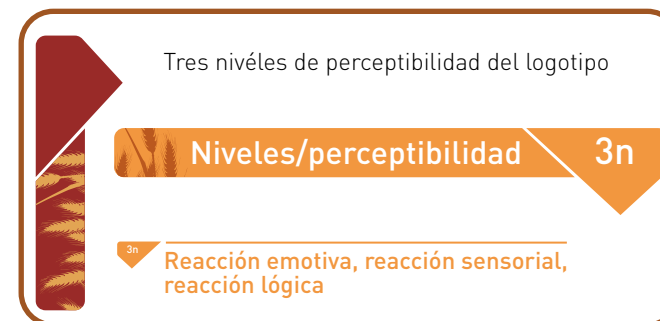 Tres nivéles de perceptibilidad del logotipo
Niveles/perceptibilidad 3n
3n
Reacción emotiva, reacción sensorial,
reacción lógica